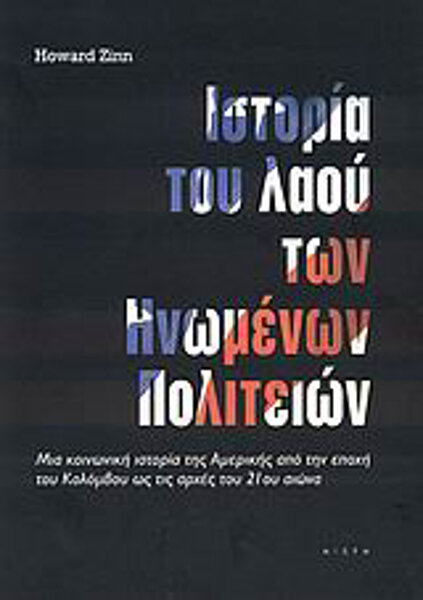 Howard Zinn
Ιστορία
του λαού
των
Ηνωμένων
Πολιτειών
Μια κοινωνική ιστορία της Αμερικής από την εποχή
του Κολόμβου ως τις αρχές του 21ου αιώνα